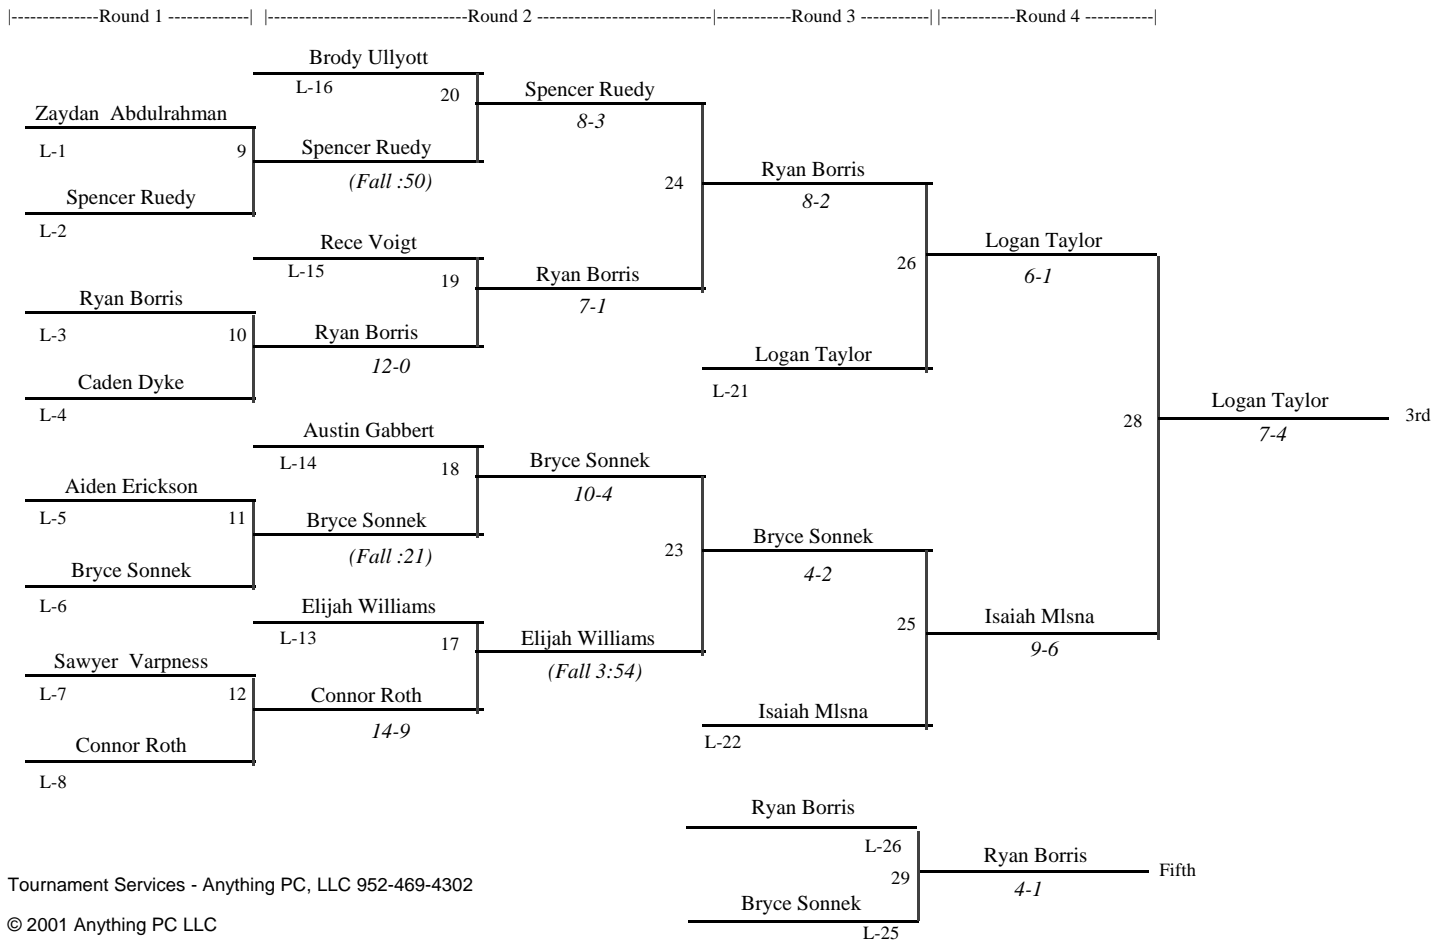 |--------------Round 1 -------------| |--------------------------------Round 2 ----------------------------|------------Round 3 -----------| |------------Round 4 -----------|
Brody Ullyott
L-16
20
Spencer Ruedy
8-3
Zaydan  Abdulrahman
L-1
9
Spencer Ruedy
(Fall :50)
Spencer Ruedy
L-2
24
Ryan Borris
8-2
Rece Voigt
L-15
19
Ryan Borris
7-1
Ryan Borris
L-3
10
Ryan Borris
12-0
Caden Dyke
L-4
26
Logan Taylor
6-1
Logan Taylor
L-21
Austin Gabbert
L-14
18
Bryce Sonnek
10-4
Aiden Erickson
L-5
11
Bryce Sonnek
(Fall :21)
Bryce Sonnek
L-6
23
Bryce Sonnek
4-2
Elijah Williams
L-13
17
Elijah Williams
(Fall 3:54)
Sawyer  Varpness
L-7
12
Connor Roth
14-9
Connor Roth
L-8
25
Isaiah Mlsna
9-6
Isaiah Mlsna
L-22
28
Logan Taylor
7-4
3rd
Ryan Borris
L-26
29
Ryan Borris
4-1
Fifth
Bryce Sonnek
L-25
Tournament Services - Anything PC, LLC 952-469-4302
© 2001 Anything PC LLC